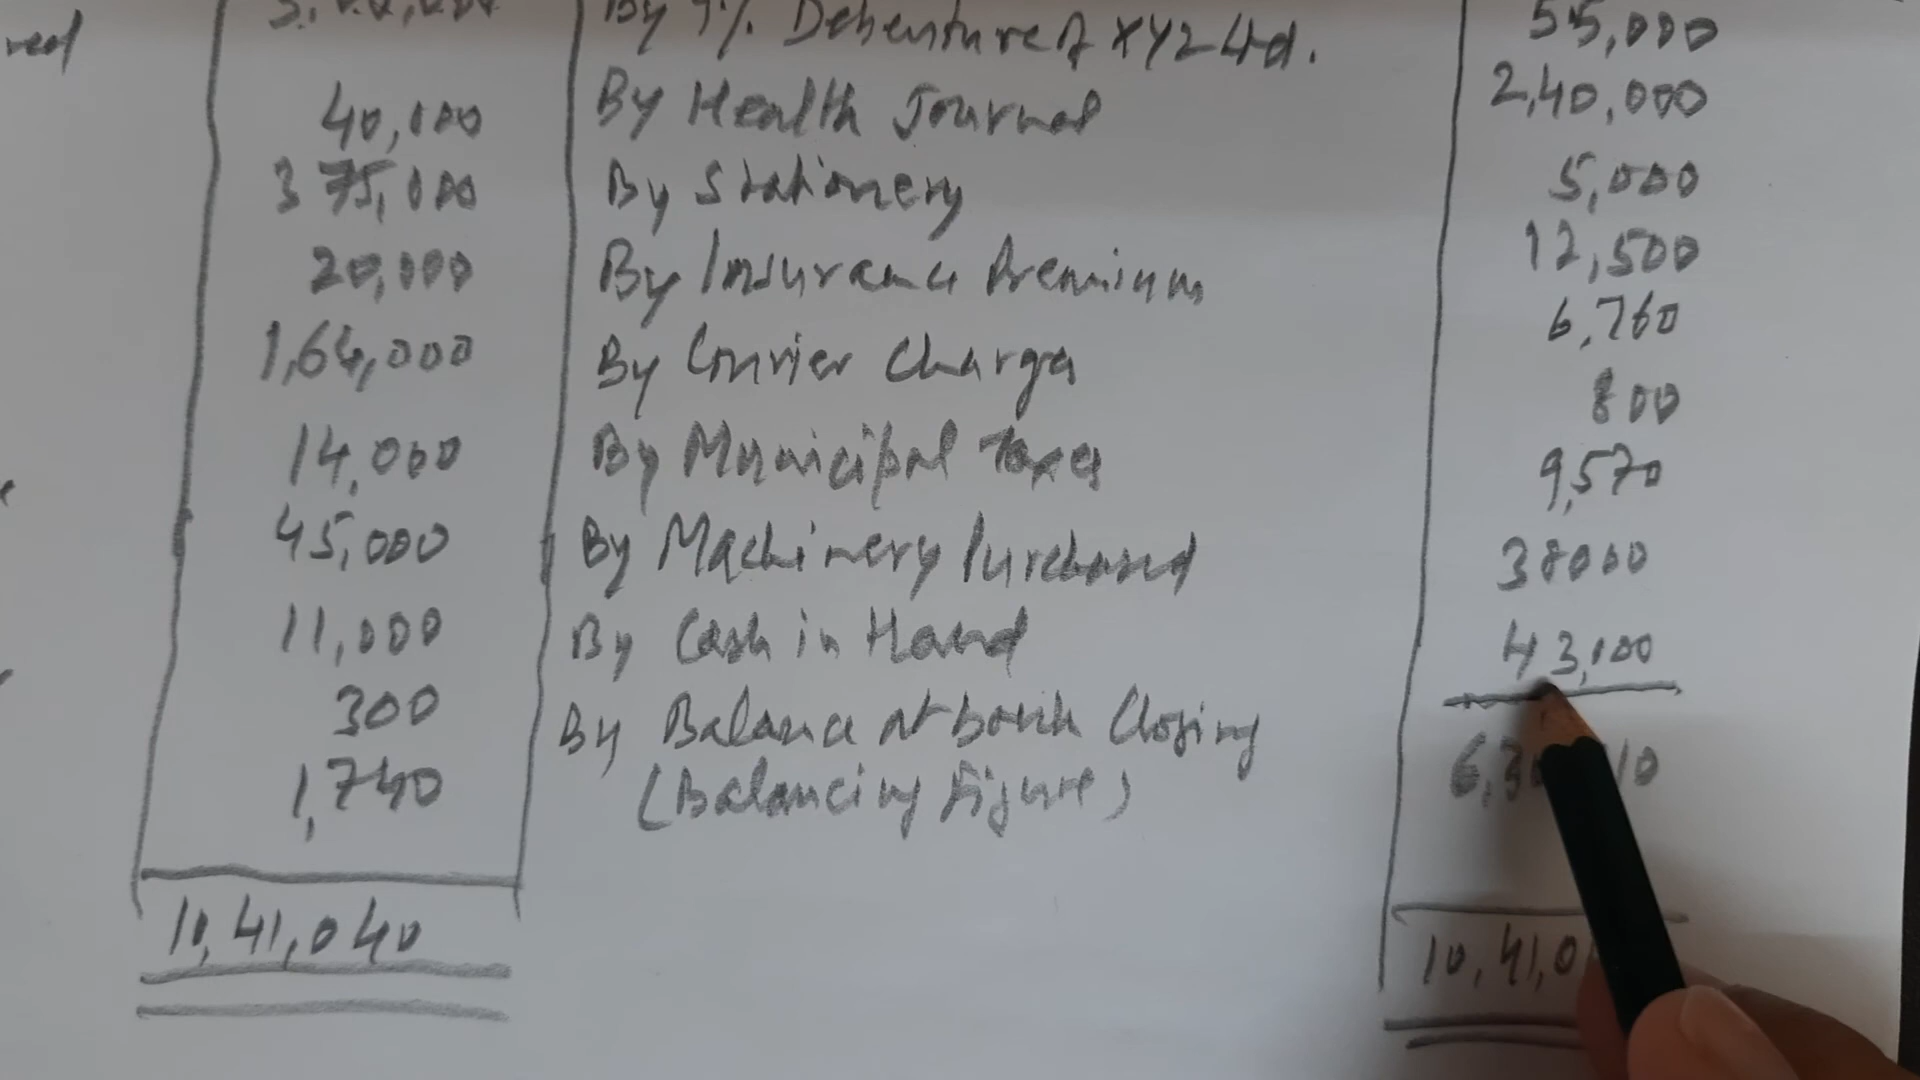 By 9% Debenture of XYZ Ltd. 55,000
40,000 By Health Journal 2,40,000
375,000 By Stationery 5,000
20,000 By Insurance Premium 12,500
1,64,000 By Courier Charges 6,760
800
14,000 By Municipal Taxes 9,570
45,000 By Machinery Purchased 38000
11,000 By Cash in Hand 43,100
300 By Balance at bank Closing
1,740 (Balancing Figure)
10,41,040